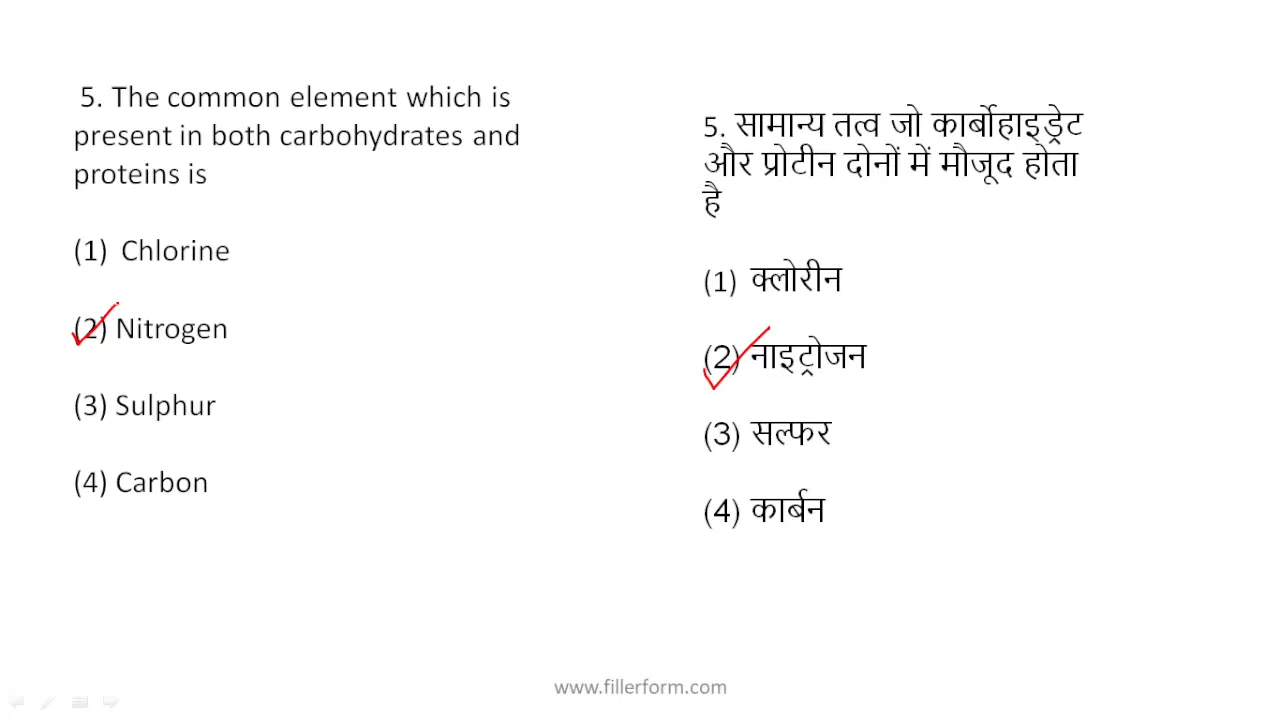 5. The common element which is
present in both carbohydrates and
proteins is
(1) Chlorine
(2) Nitrogen
(3) Sulphur
(4) Carbon
5. सामान्य तत्व जो कार्बोहाइड्रेट
और प्रोटीन दोनों में मौजूद होता
है
(1) क्लोरीन
(2) नाइट्रोजन
(3) सल्फर
(4) कार्बन
www.fillerform.com